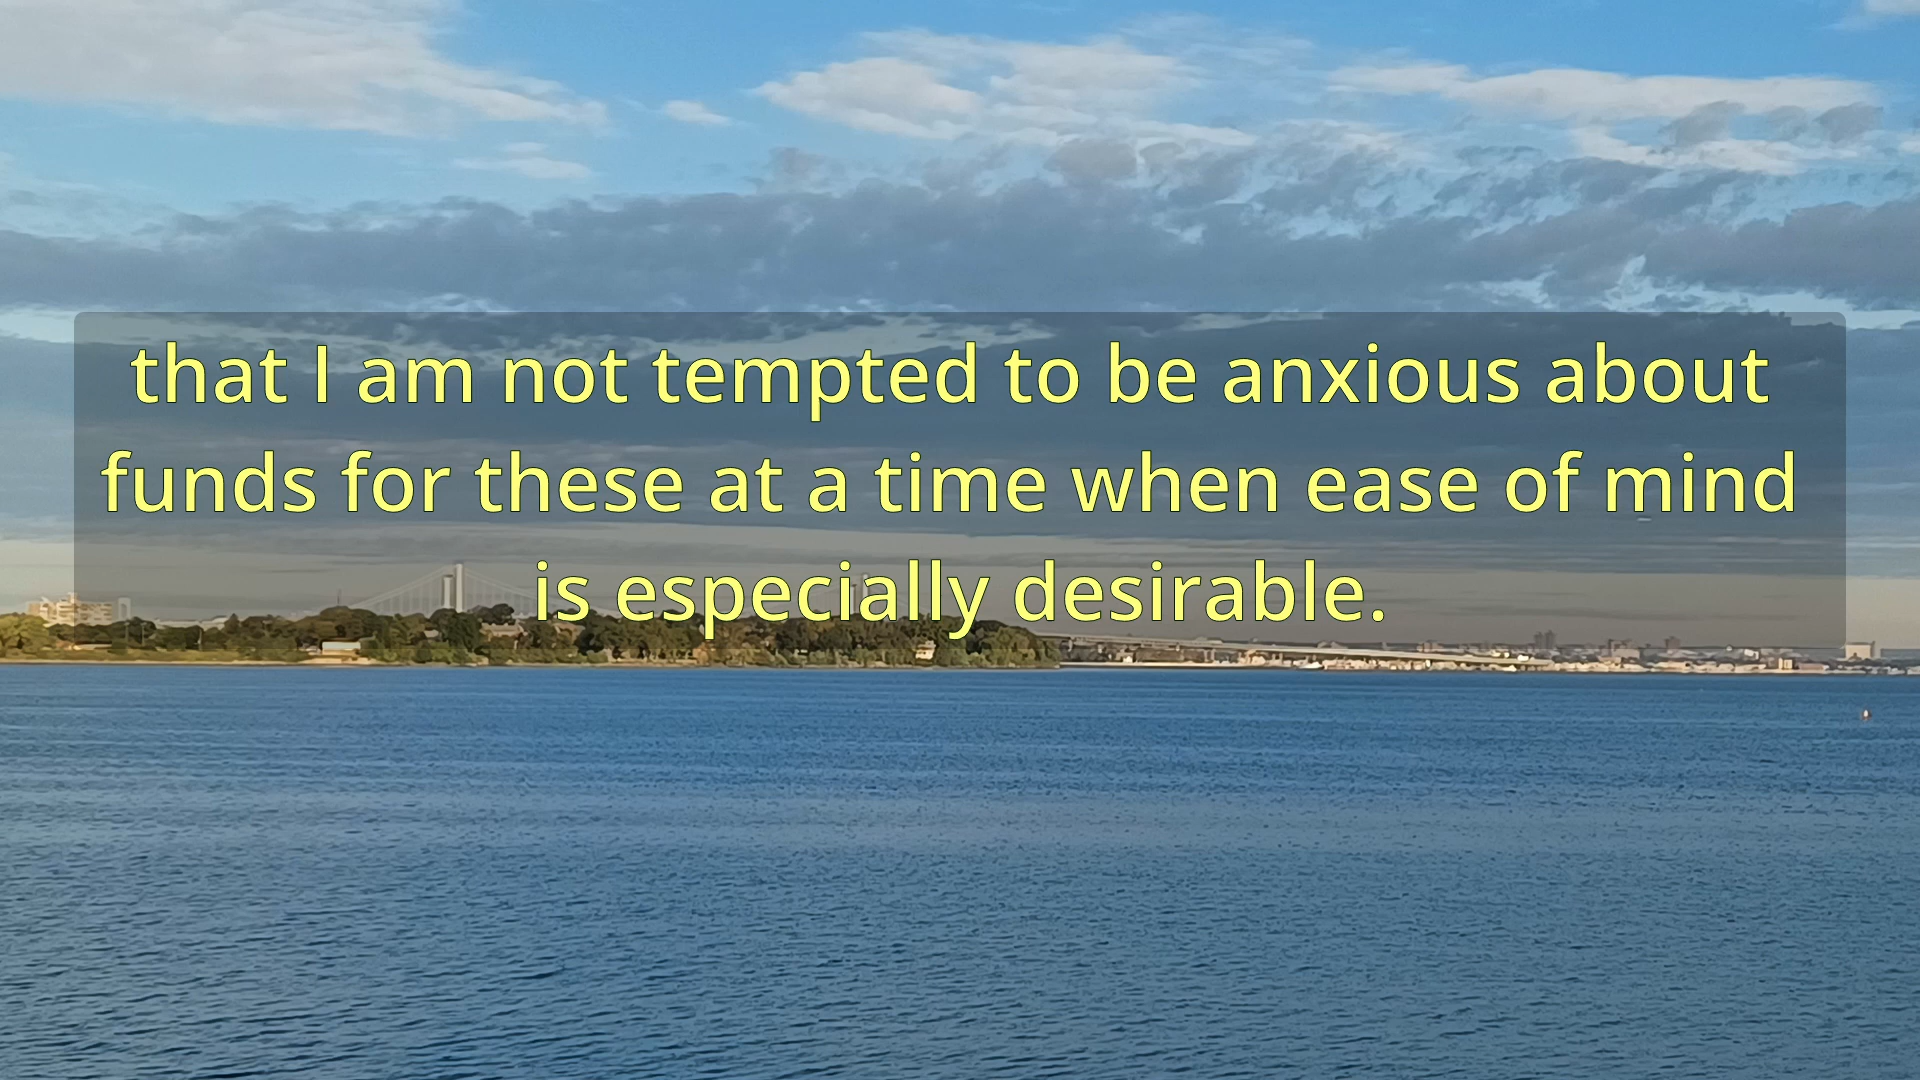 that I am not tempted to be anxious about
funds for these at a time when ease of mind
is especially desirable.